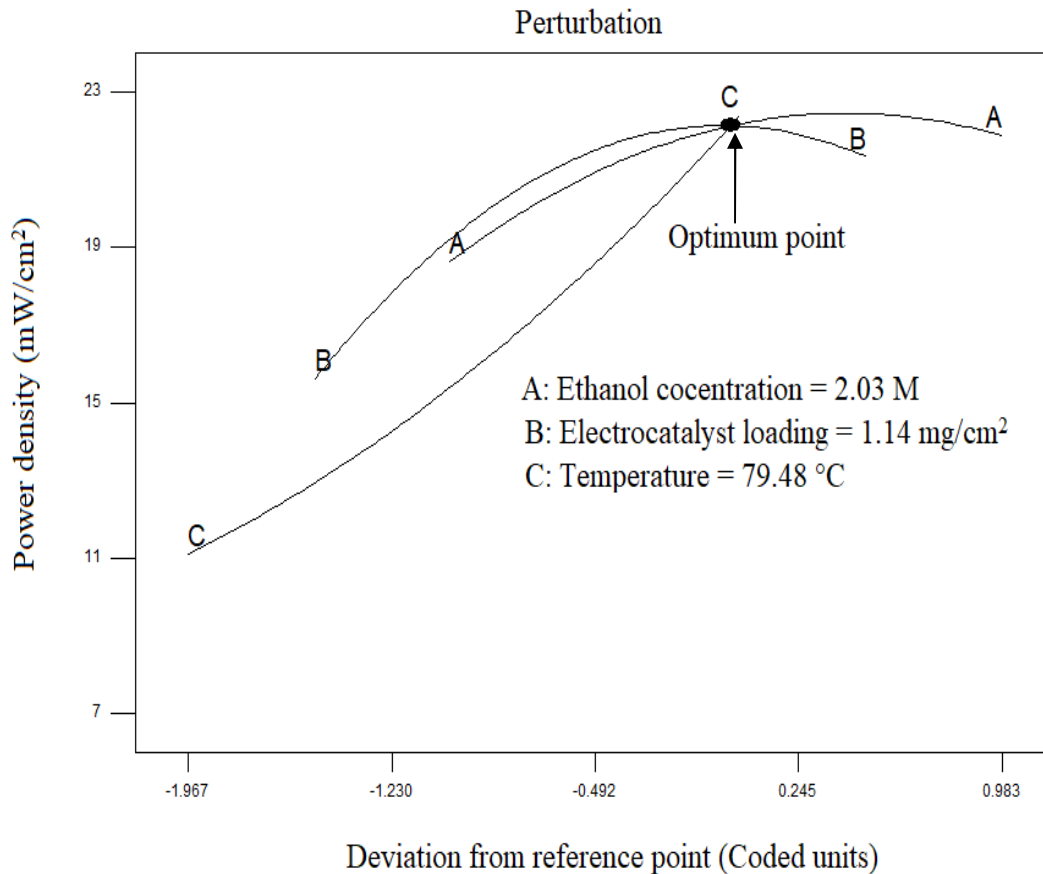 Perturbation
Power density (mW/cm²)
23
19
15
11
7
C
A
B
A
B
C
Optimum point
A: Ethanol cocentration = 2.03 M
B: Electrocatalyst loading = 1.14 mg/cm²
C: Temperature = 79.48 °C
-1.967 -1.230 -0.492 0.245 0.983
Deviation from reference point (Coded units)